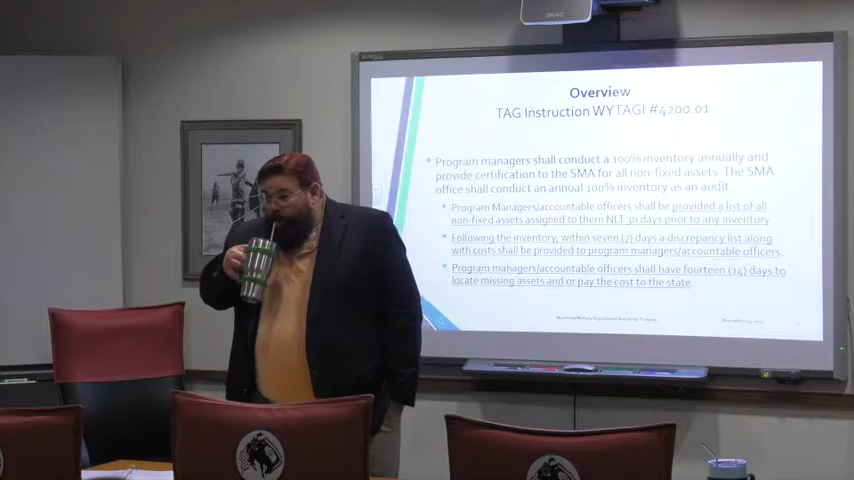 SMART
Overview
TAG Instruction WYTAGI #4200.01
Program managers shall conduct a 100% inventory annually and
provide certification to the SMA for all non-fixed assets. The SMA
office shall conduct an annual 100% inventory as an audit.
Program Managers/accountable officers shall be provided a list of all
non-fixed assets assigned to them NLT 30 days prior to any inventory
Following the inventory, within seven (7) days a discrepancy list along
with costs shall be provided to program managers/accountable officers.
Program managers/accountable officers shall have fourteen (14) days to
locate missing assets and/or pay the cost to the state.